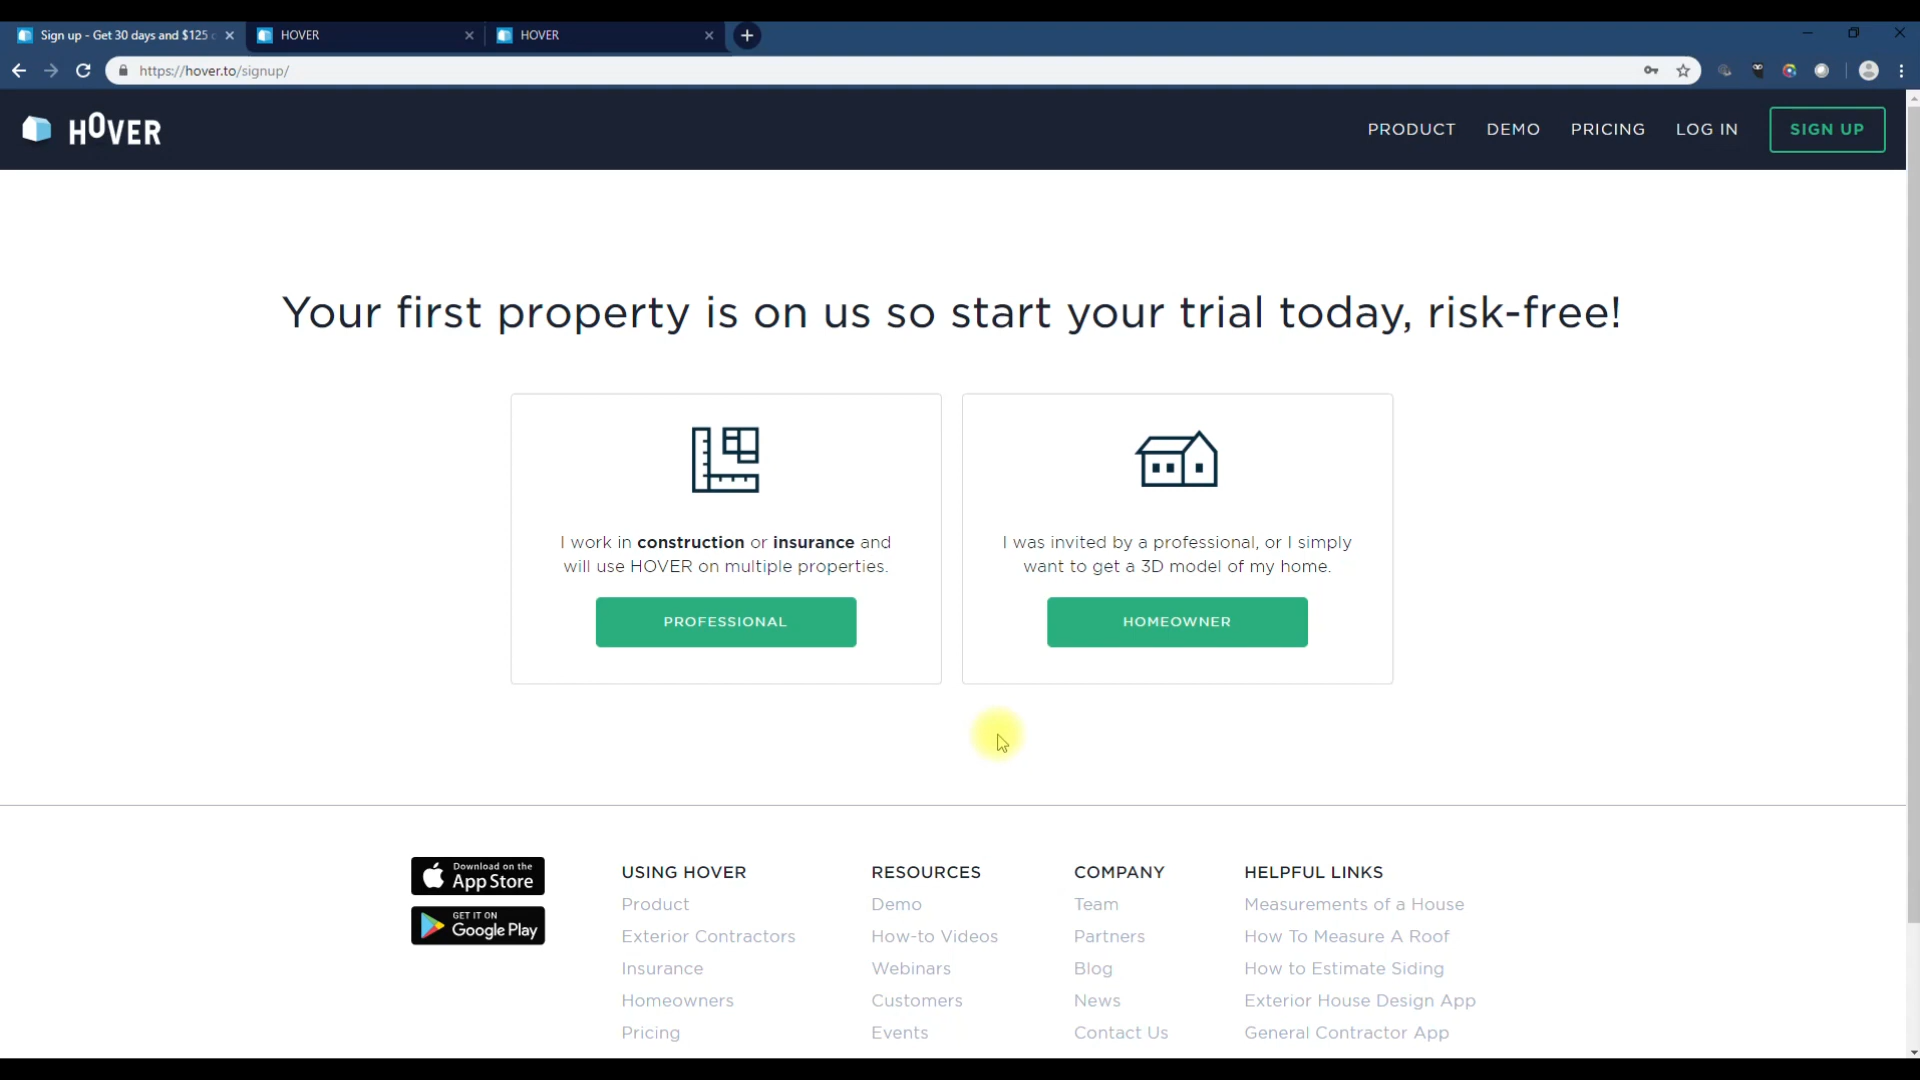 Sign up - Get 30 days and $125
HOVER
HOVER
https://hover.to/signup/
HOVER
PRODUCT
DEMO
PRICING
LOG IN
SIGN UP
Your first property is on us so start your trial today, risk-free!
I work in construction or insurance and
will use HOVER on multiple properties.
PROFESSIONAL
I was invited by a professional, or I simply
want to get a 3D model of my home.
HOMEOWNER
Download on the
App Store
GET IT ON
Google Play
USING HOVER
Product
Exterior Contractors
Insurance
Homeowners
Pricing
RESOURCES
Demo
How-to Videos
Webinars
Customers
Events
COMPANY
Team
Partners
Blog
News
Contact Us
HELPFUL LINKS
Measurements of a House
How To Measure A Roof
How to Estimate Siding
Exterior House Design App
General Contractor App